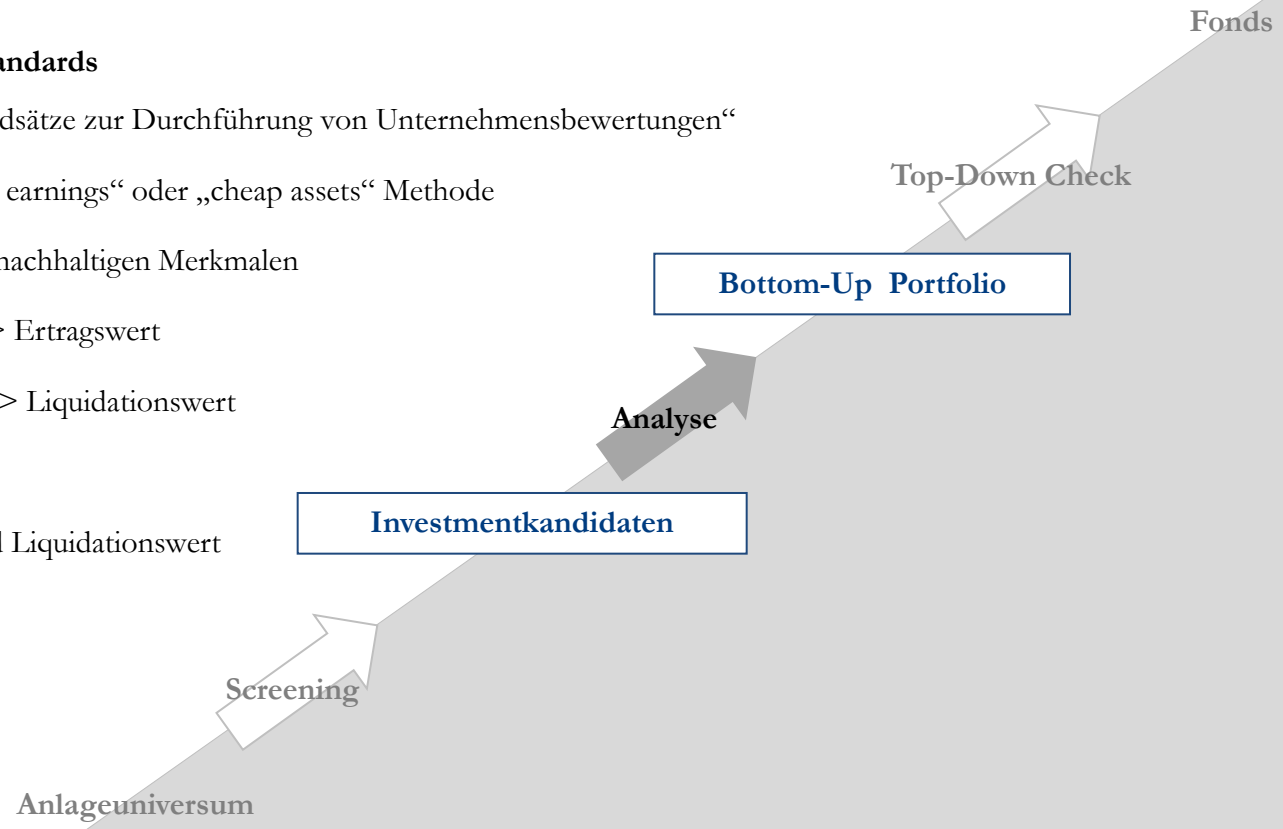 Fonds
andards
dsätze zur Durchführung von Unternehmensbewertungen“
earnings“ oder „cheap assets“ Methode
Top-Down Check
nachhaltigen Merkmalen
Bottom-Up Portfolio
> Ertragswert
> Liquidationswert
Analyse
Investmentkandidaten
Liquidationswert
Screening
Anlageuniversum